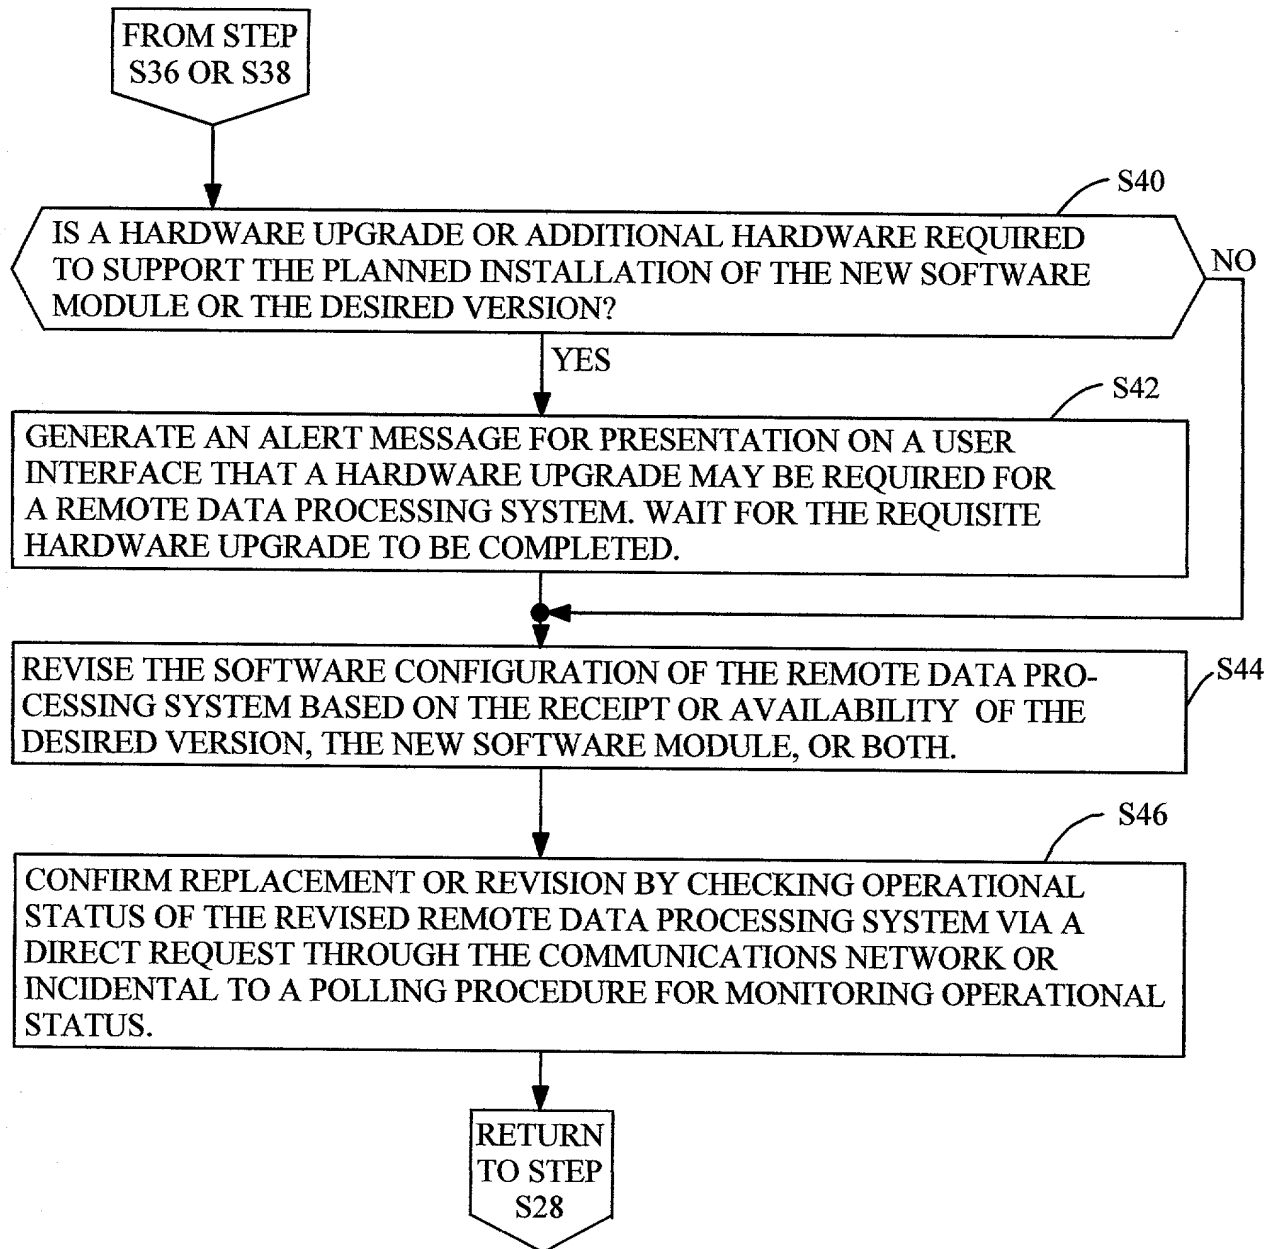 FROM STEP
S36 OR S38
S40
IS A HARDWARE UPGRADE OR ADDITIONAL HARDWARE REQUIRED
TO SUPPORT THE PLANNED INSTALLATION OF THE NEW SOFTWARE
MODULE OR THE DESIRED VERSION?
NO
YES
S42
GENERATE AN ALERT MESSAGE FOR PRESENTATION ON A USER
INTERFACE THAT A HARDWARE UPGRADE MAY BE REQUIRED FOR
A REMOTE DATA PROCESSING SYSTEM. WAIT FOR THE REQUISITE
HARDWARE UPGRADE TO BE COMPLETED.
REVISE THE SOFTWARE CONFIGURATION OF THE REMOTE DATA PRO-
CESSING SYSTEM BASED ON THE RECEIPT OR AVAILABILITY OF THE
DESIRED VERSION, THE NEW SOFTWARE MODULE, OR BOTH.
S44
S46
CONFIRM REPLACEMENT OR REVISION BY CHECKING OPERATIONAL
STATUS OF THE REVISED REMOTE DATA PROCESSING SYSTEM VIA A
DIRECT REQUEST THROUGH THE COMMUNICATIONS NETWORK OR
INCIDENTAL TO A POLLING PROCEDURE FOR MONITORING OPERATIONAL
STATUS.
RETURN
TO STEP
S28